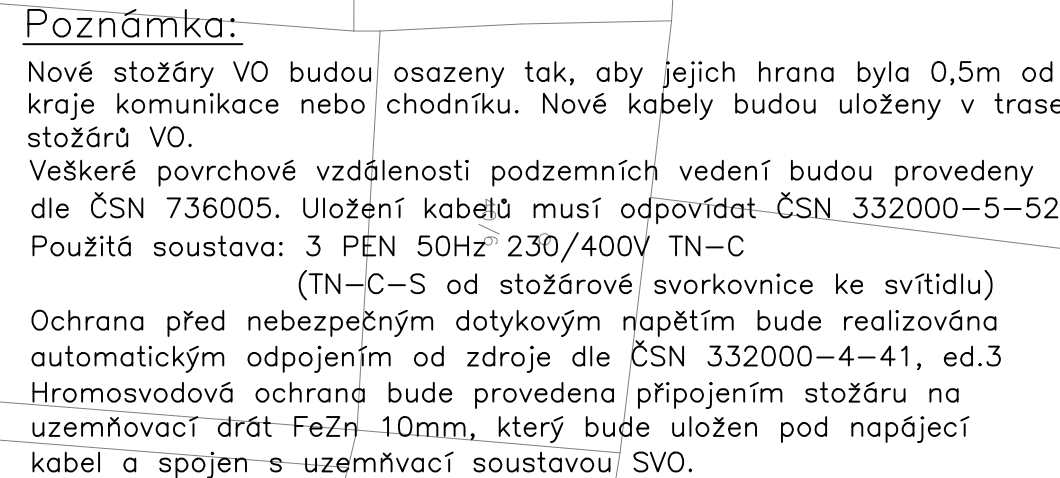 Poznámka:
Nové stožáry VO budou osazeny tak, aby jejich hrana byla 0,5m od
kraje komunikace nebo chodníku. Nové kabely budou uloženy v trase
stožárů VO.
Veškeré povrchové vzdálenosti podzemních vedení budou provedeny
dle ČSN 736005. Uložení kabelů musí odpovídat ČSN 332000-5-52
Použitá soustava: 3 PEN 50Hz 230/400V TN-C
(TN-C-S od stožárové svorkovnice ke svítidlu)
Ochrana před nebezpečným dotykovým napětím bude realizována
automatickým odpojením od zdroje dle ČSN 332000-4-41, ed.3
Hromosvodová ochrana bude provedena připojením stožáru na
uzemňovací drát FeZn 10mm, který bude uložen pod napájecí
kabel a spojen s uzemňvací soustavou SVO.